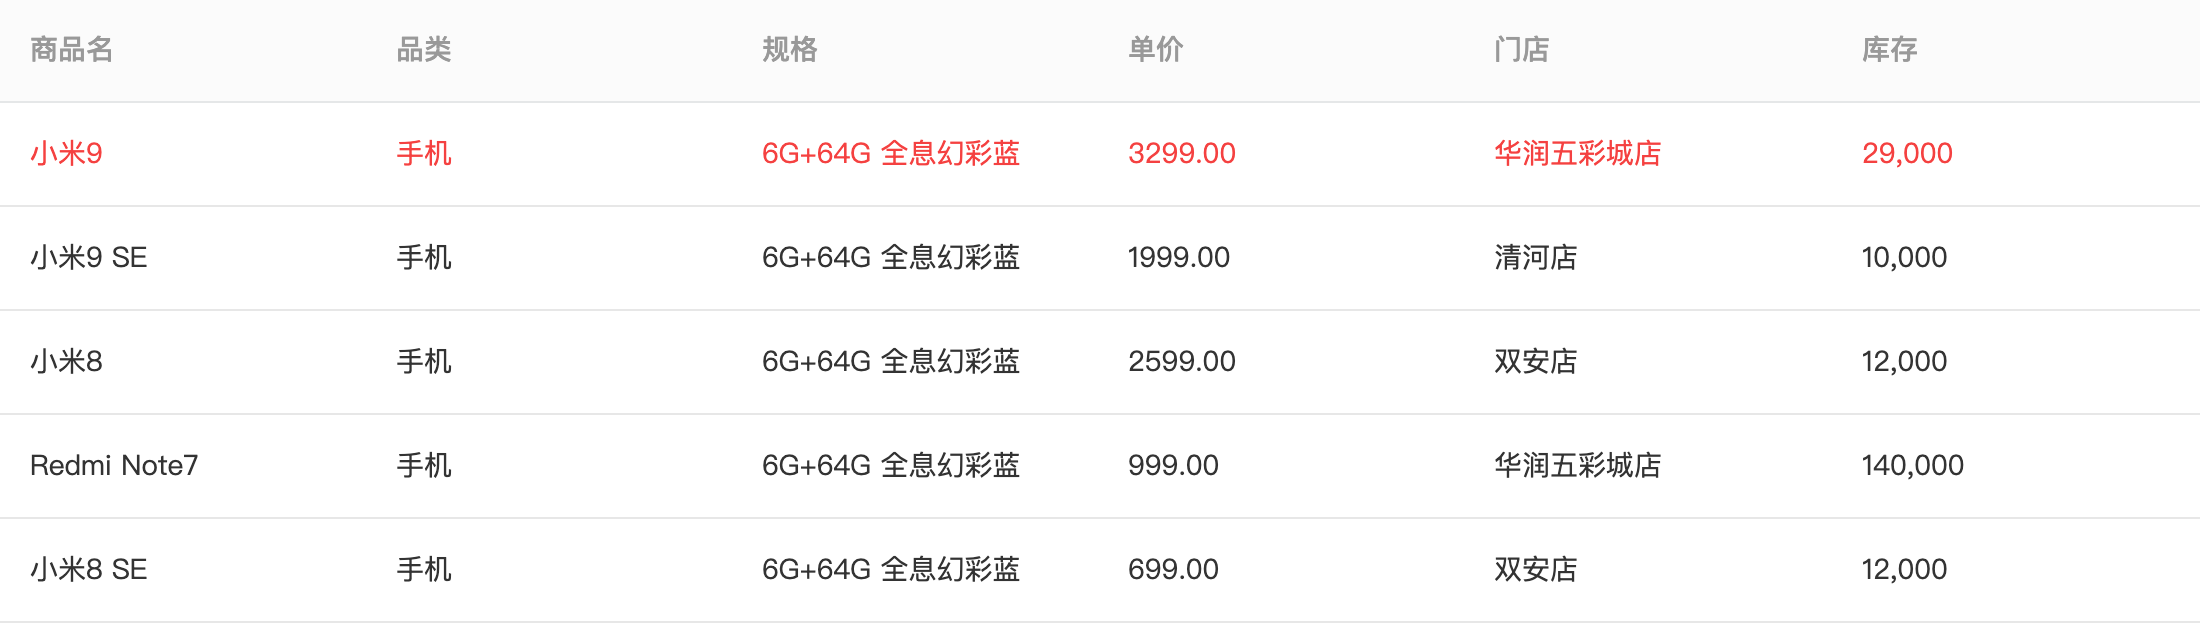 商品名 品类 规格 单价 门店 库存
小米9 手机 6G+64G 全息幻彩蓝 3299.00 华润五彩城店 29,000
小米9 SE 手机 6G+64G 全息幻彩蓝 1999.00 清河店 10,000
小米8 手机 6G+64G 全息幻彩蓝 2599.00 双安店 12,000
Redmi Note7 手机 6G+64G 全息幻彩蓝 999.00 华润五彩城店 140,000
小米8 SE 手机 6G+64G 全息幻彩蓝 699.00 双安店 12,000